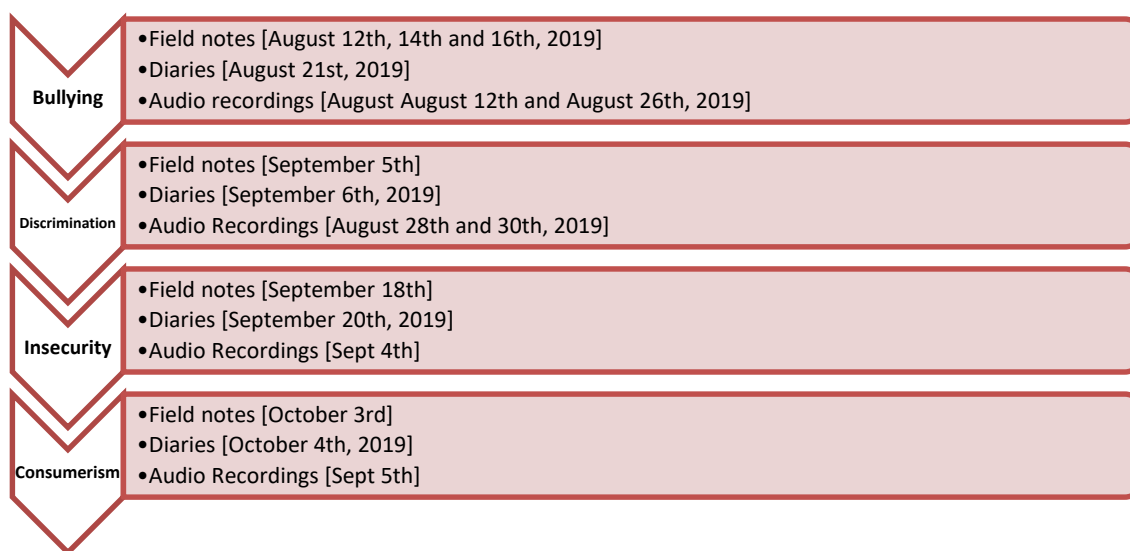 Bullying
•Field notes [August 12th, 14th and 16th, 2019]
•Diaries [August 21st, 2019]
•Audio recordings [August August 12th and August 26th, 2019]
Discrimination
•Field notes [September 5th]
•Diaries [September 6th, 2019]
•Audio Recordings [August 28th and 30th, 2019]
Insecurity
•Field notes [September 18th]
•Diaries [September 20th, 2019]
•Audio Recordings [Sept 4th]
Consumerism
•Field notes [October 3rd]
•Diaries [October 4th, 2019]
•Audio Recordings [Sept 5th]